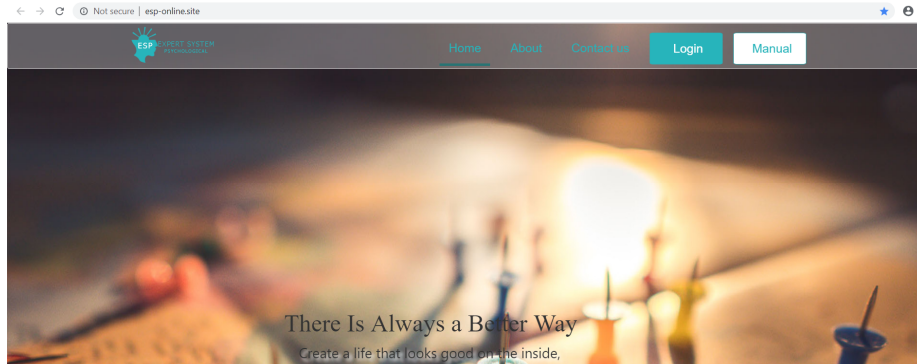 Not secure | esp-online.site
ESP EXPERT SYSTEM
PSYCHOLOGICAL
Home About Contact us Login Manual
There Is Always a Better Way
Create a life that looks good on the inside,